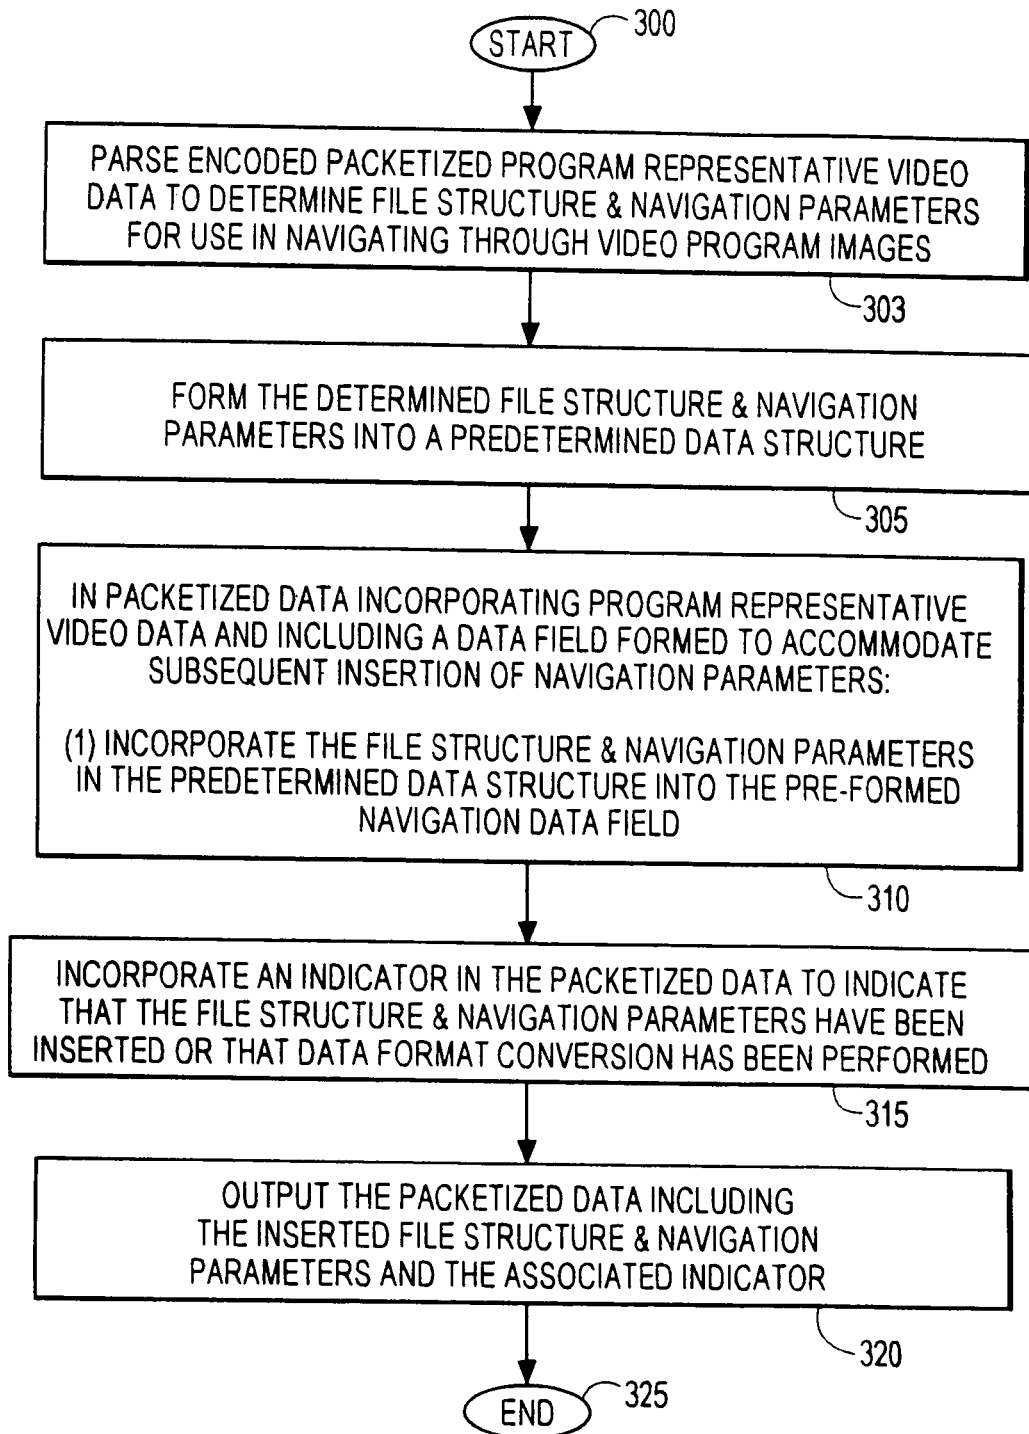 START
300
PARSE ENCODED PACKETIZED PROGRAM REPRESENTATIVE VIDEO
DATA TO DETERMINE FILE STRUCTURE & NAVIGATION PARAMETERS
FOR USE IN NAVIGATING THROUGH VIDEO PROGRAM IMAGES
303
FORM THE DETERMINED FILE STRUCTURE & NAVIGATION
PARAMETERS INTO A PREDETERMINED DATA STRUCTURE
305
IN PACKETIZED DATA INCORPORATING PROGRAM REPRESENTATIVE
VIDEO DATA AND INCLUDING A DATA FIELD FORMED TO ACCOMMODATE
SUBSEQUENT INSERTION OF NAVIGATION PARAMETERS:
(1) INCORPORATE THE FILE STRUCTURE & NAVIGATION PARAMETERS
IN THE PREDETERMINED DATA STRUCTURE INTO THE PRE-FORMED
NAVIGATION DATA FIELD
310
INCORPORATE AN INDICATOR IN THE PACKETIZED DATA TO INDICATE
THAT THE FILE STRUCTURE & NAVIGATION PARAMETERS HAVE BEEN
INSERTED OR THAT DATA FORMAT CONVERSION HAS BEEN PERFORMED
315
OUTPUT THE PACKETIZED DATA INCLUDING
THE INSERTED FILE STRUCTURE & NAVIGATION
PARAMETERS AND THE ASSOCIATED INDICATOR
320
END
325